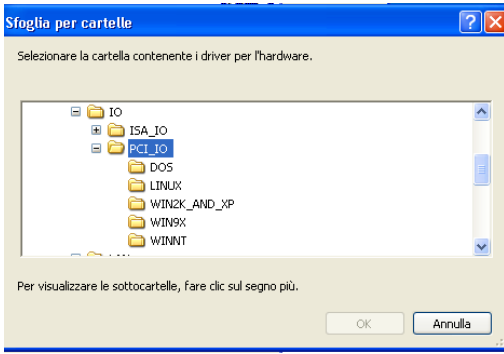 Sfoglia per cartelle
Selezionare la cartella contenente i driver per l'hardware.
IO
ISA_IO
PCI_IO
DOS
LINUX
WIN2K_AND_XP
WIN9X
WINNT
Per visualizzare le sottocartelle, fare clic sul segno più.
OK Annulla